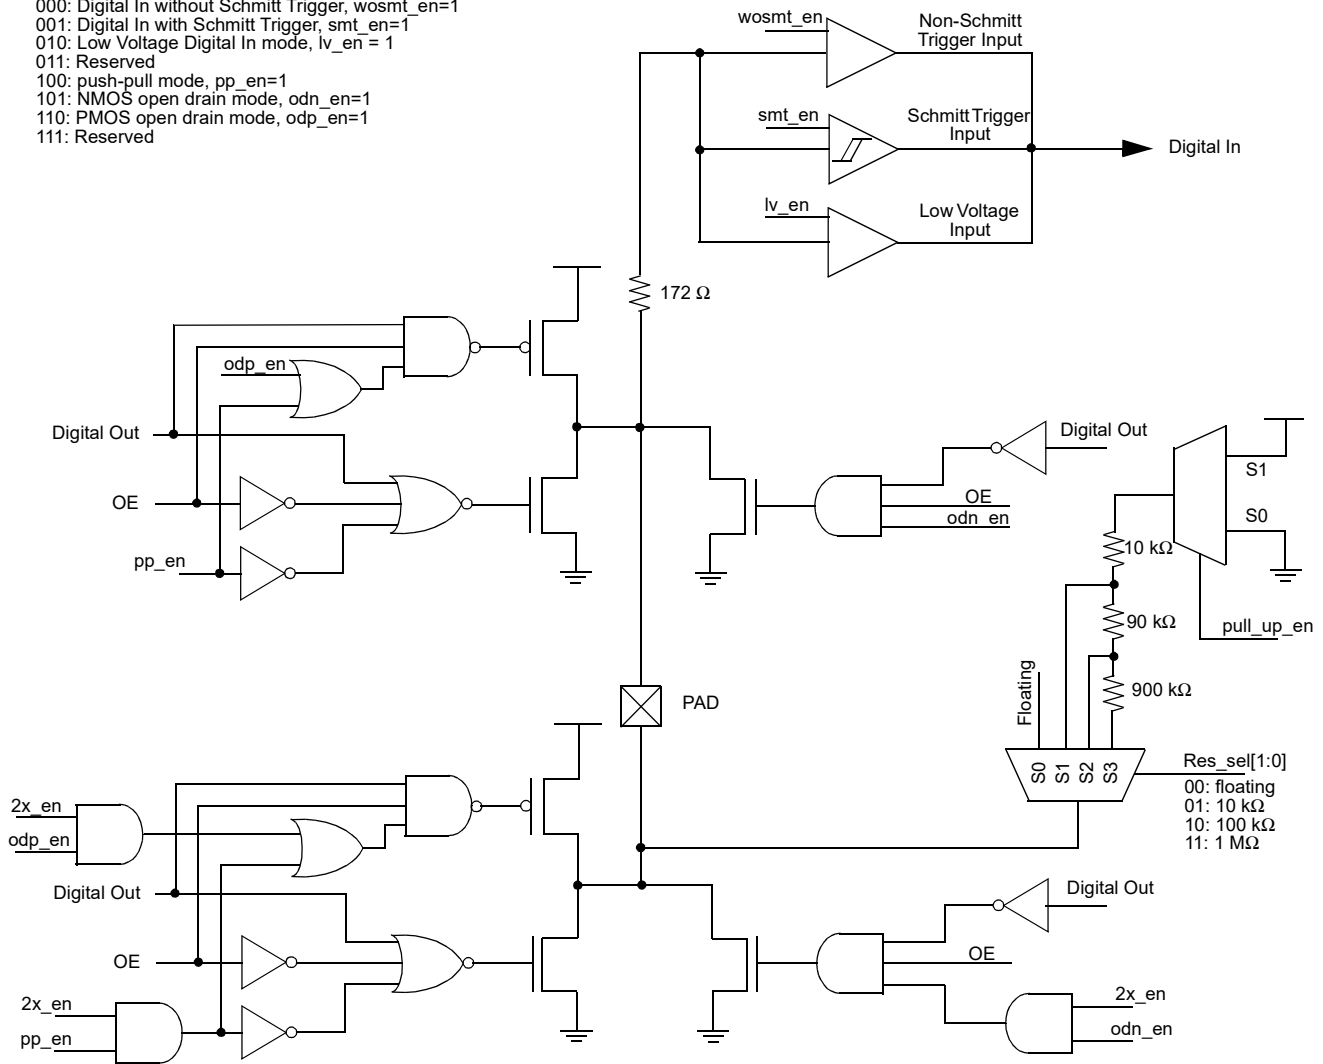 000: Digital In without Schmitt Trigger, wosmt_en=1
001: Digital In with Schmitt Trigger, smt_en=1
010: Low Voltage Digital In mode, lv_en = 1
011: Reserved
100: push-pull mode, pp_en=1
101: NMOS open drain mode, odn_en=1
110: PMOS open drain mode, odp_en=1
111: Reserved
wosmt_en
Non-Schmitt
Trigger Input
smt_en
Schmitt Trigger
Input
Digital In
lv_en
Low Voltage
Input
172 Ω
odp_en
Digital Out
OE
pp_en
Digital Out
OE
odn_en
S1
S0
10 kΩ
90 kΩ
pull_up_en
900 kΩ
Floating
PAD
S0
S1
S2
S3
Res_sel[1:0]
00: floating
01: 10 kΩ
10: 100 kΩ
11: 1 MΩ
2x_en
odp_en
Digital Out
OE
2x_en
pp_en
Digital Out
OE
2x_en
odn_en